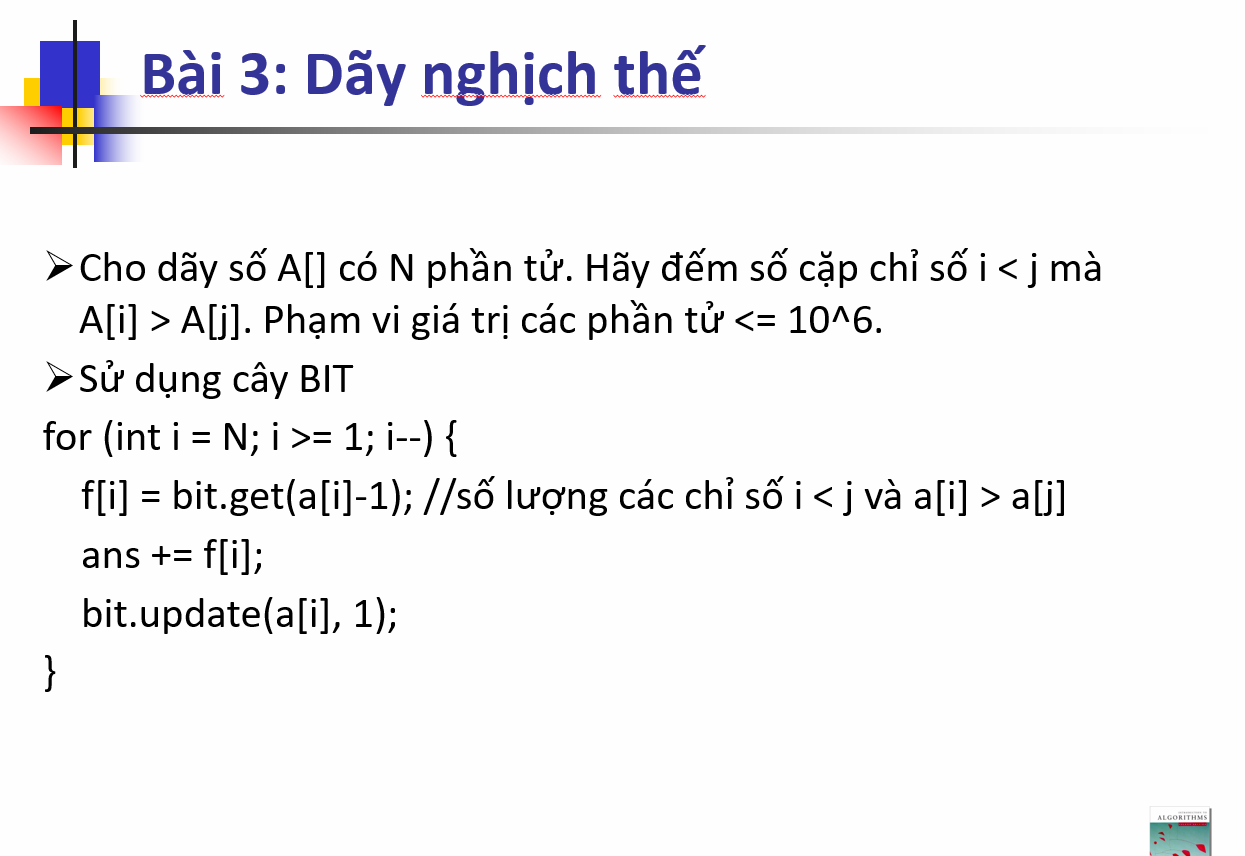 Bài 3: Dãy nghịch thế
Cho dãy số A[] có N phần tử. Hãy đếm số cặp chỉ số i < j mà
A[i] > A[j]. Phạm vi giá trị các phần tử <= 10^6.
Sử dụng cây BIT
for (int i = N; i >= 1; i--) {
f[i] = bit.get(a[i]-1); //số lượng các chỉ số i < j và a[i] > a[j]
ans += f[i];
bit.update(a[i], 1);
}
ALGORITHMS